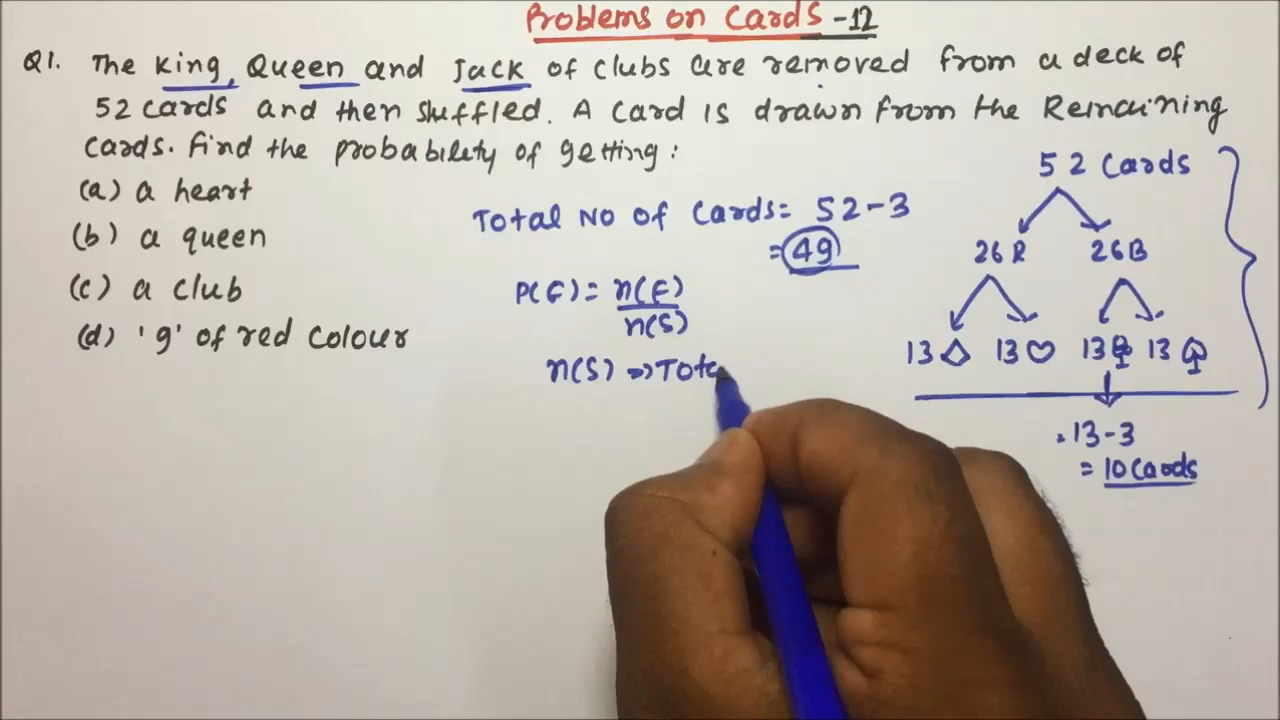 Problems on Cards -12
Q1. The King, Queen and Jack of clubs are removed from a deck of
52 cards and then shuffled. A Card is drawn from the Remaining
Cards. Find the probability of getting:
(a) a heart
(b) a queen
(c) a club
(d) '9' of red colour
Total No of Cards = 52-3
= 49
P(E) = n(E)
n(S)
n(S) => Tota
52 Cards
26 R 26 B
13 ♢ 13 ♡ 13 ♧ 13 ♤
= 13-3
= 10 Cards